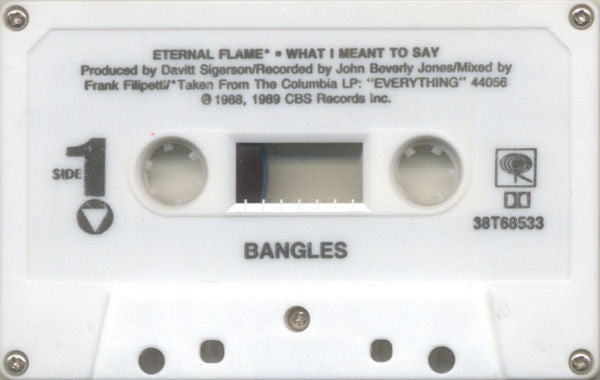 ETERNAL FLAME* ▪ WHAT I MEANT TO SAY
Produced by Davitt Sigerson/Recorded by John Beverly Jones/Mixed by
Frank Filipetti/*Taken From The Columbia LP: "EVERYTHING" 44056
℗ 1988, 1989 CBS Records Inc.
SIDE 1
38T68533
BANGLES